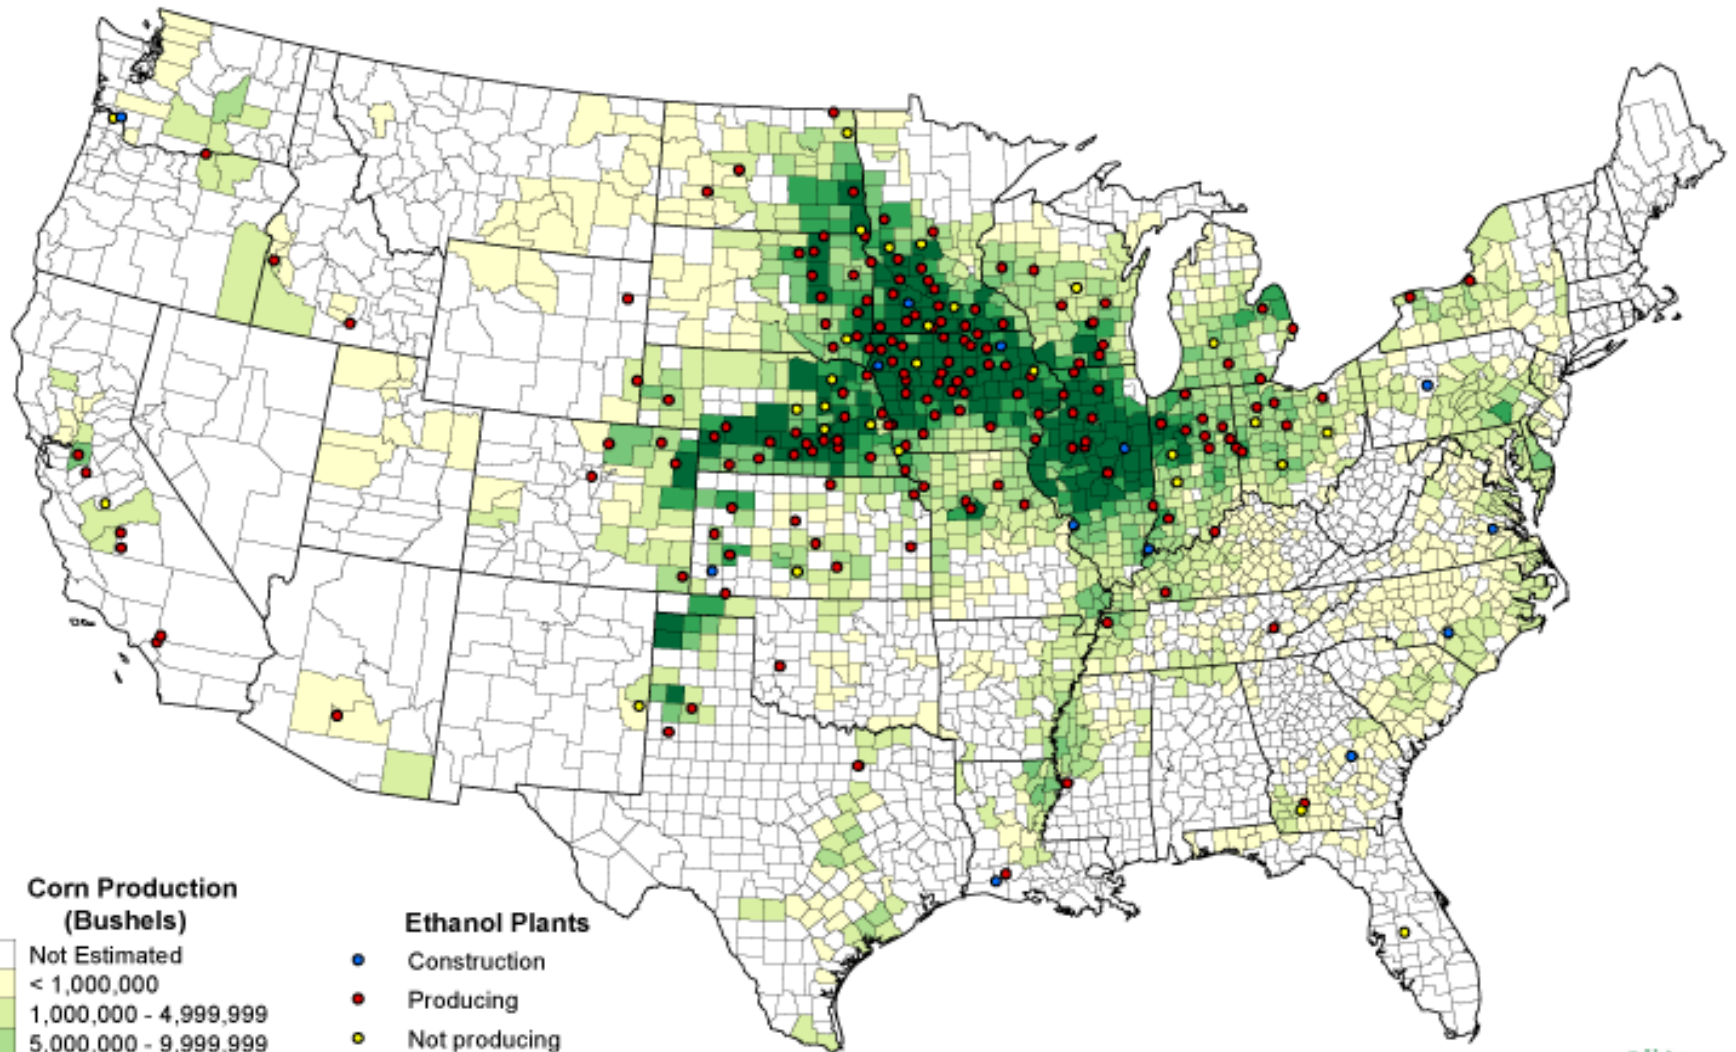 Corn Production
(Bushels)
Not Estimated
< 1,000,000
1,000,000 - 4,999,999
5,000,000 - 9,999,999
Ethanol Plants
Construction
Producing
Not producing